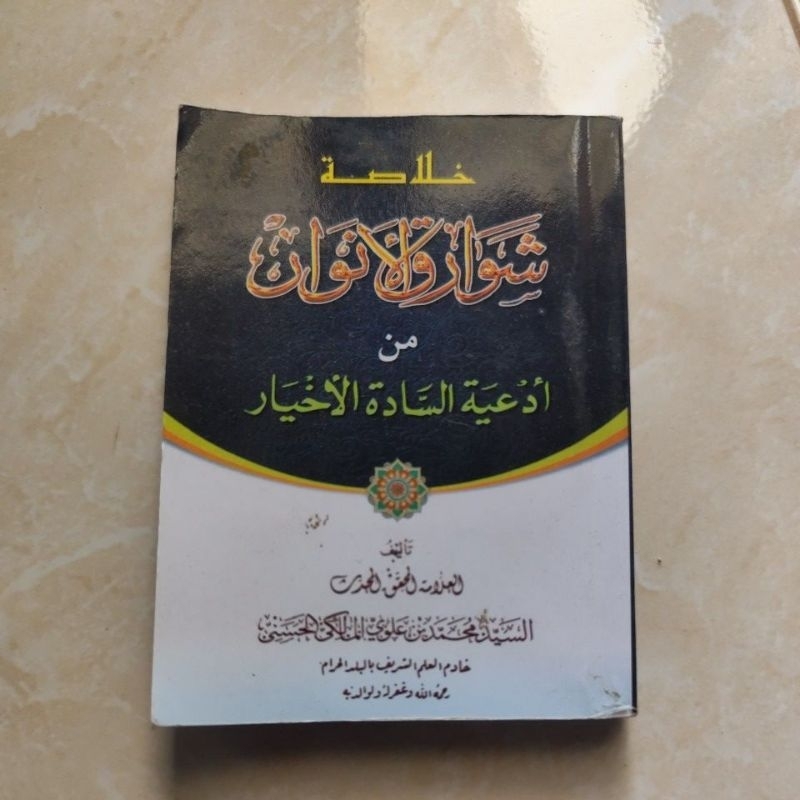 خلاصة
شوارق الأنوار
من
أدعية السادة الأخيار
تأليف
العلامة المحقق المحدث
السيد محمد بن علوي المالكي الحسني
خادم العلم الشريف بالبلد الحرام
رحمه الله وغفر له ولوالديه